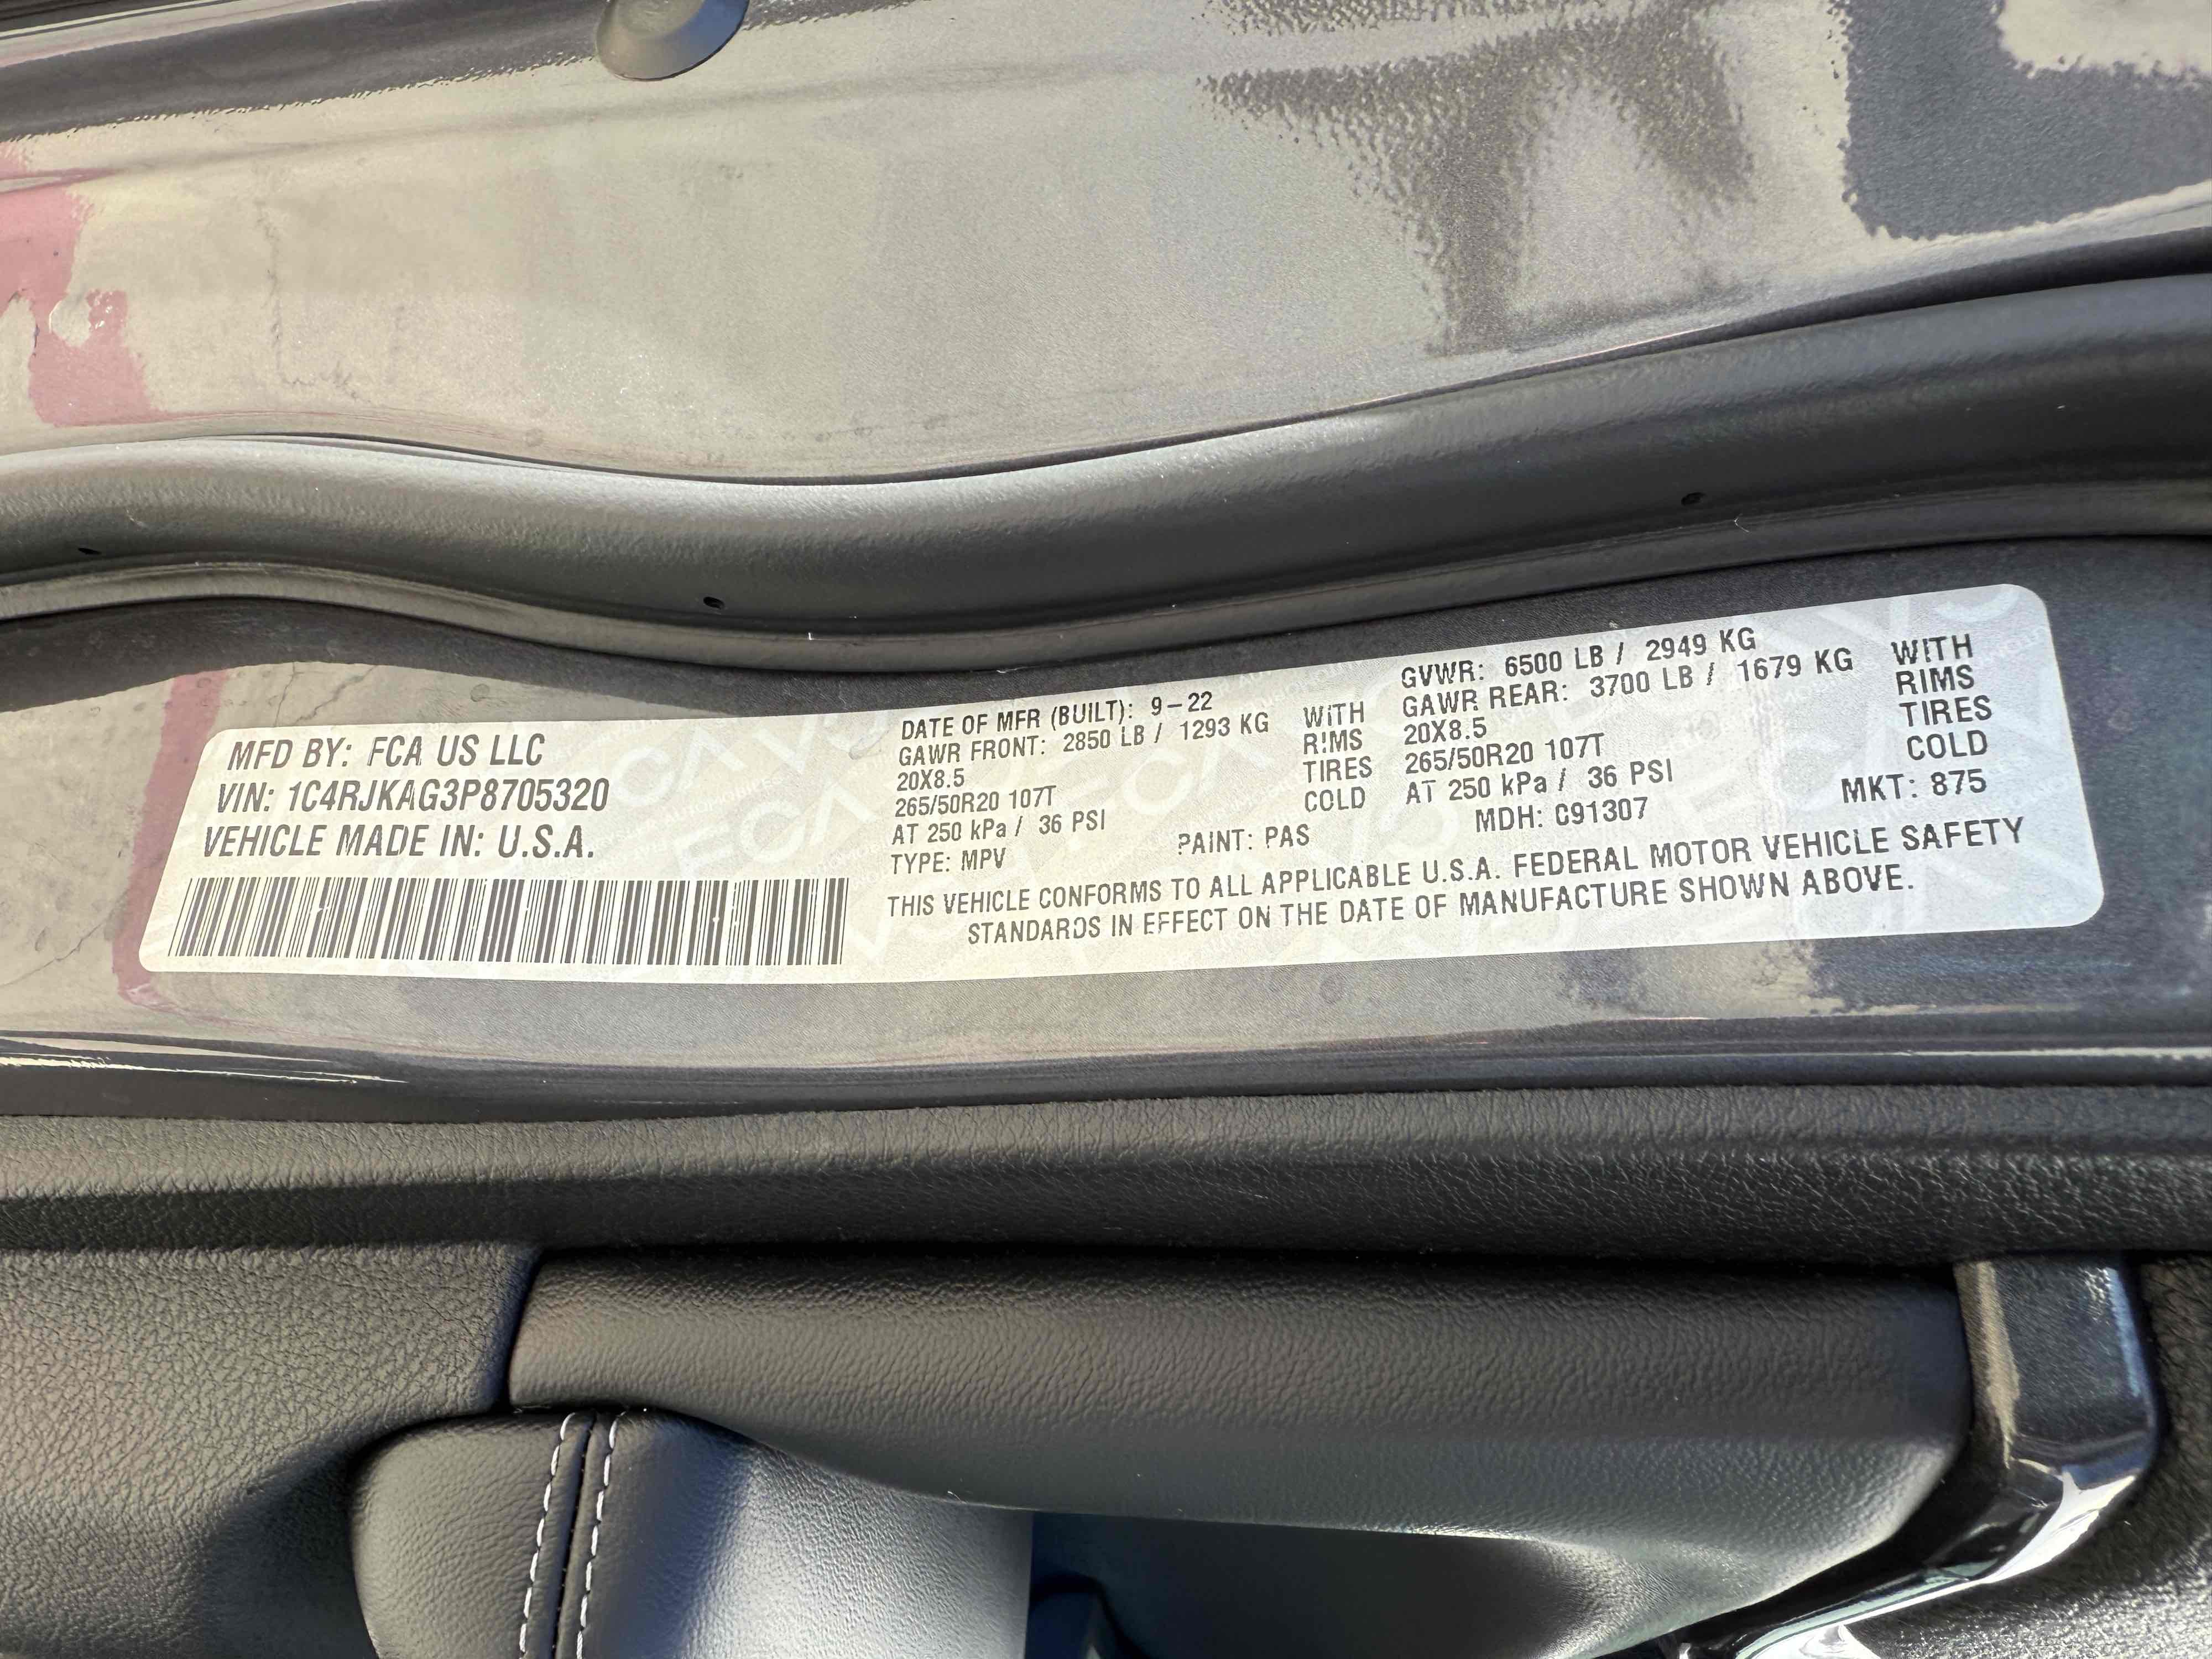 MFD BY: FCA US LLC
VIN: 1C4RJKAG3P8705320
VEHICLE MADE IN: U.S.A.
DATE OF MFR (BUILT): 9-22
GAWR FRONT: 2850 LB / 1293 KG WITH
20X8.5 RIMS
265/50R20 107T TIRES
AT 250 kPa / 36 PSI COLD
TYPE: MPV PAINT: PAS
GVWR: 6500 LB / 2949 KG
GAWR REAR: 3700 LB / 1679 KG WITH
20X8.5 RIMS
265/50R20 107T TIRES
AT 250 kPa / 36 PSI COLD
MDH: C91307 MKT: 875
THIS VEHICLE CONFORMS TO ALL APPLICABLE U.S.A. FEDERAL MOTOR VEHICLE SAFETY
STANDARDS IN EFFECT ON THE DATE OF MANUFACTURE SHOWN ABOVE.